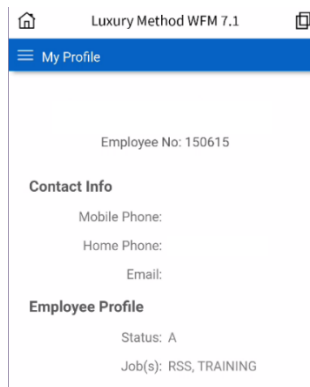 Luxury Method WFM 7.1
My Profile
Employee No: 150615
Contact Info
Mobile Phone:
Home Phone:
Email:
Employee Profile
Status: A
Job(s): RSS, TRAINING